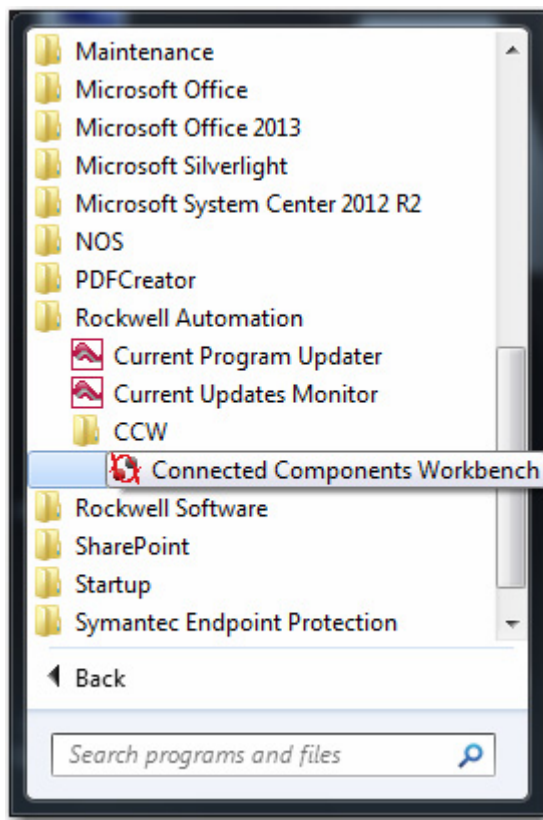 Maintenance
Microsoft Office
Microsoft Office 2013
Microsoft Silverlight
Microsoft System Center 2012 R2
NOS
PDFCreator
Rockwell Automation
Current Program Updater
Current Updates Monitor
CCW
Connected Components Workbench
Rockwell Software
SharePoint
Startup
Symantec Endpoint Protection
Back
Search programs and files